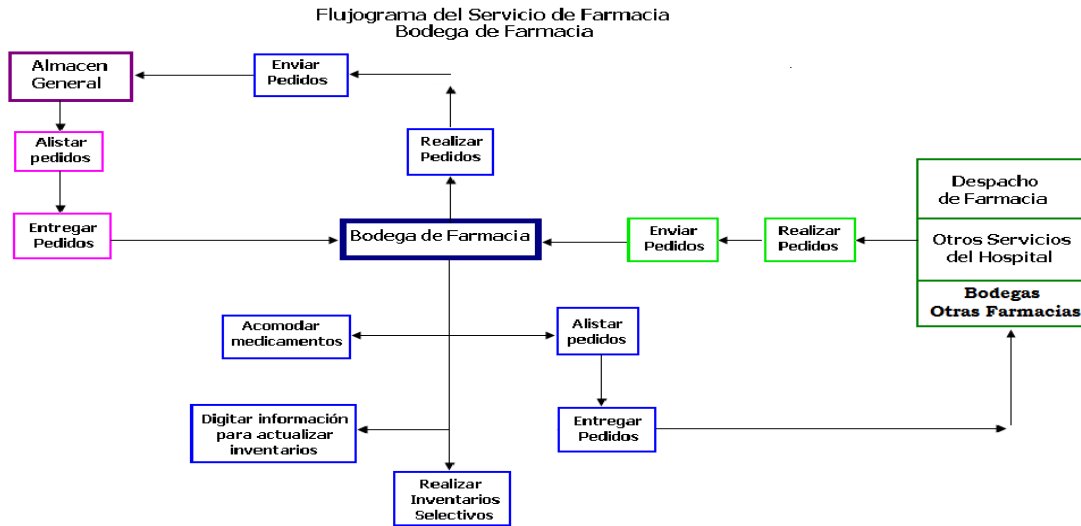 Flujograma del Servicio de Farmacia
Bodega de Farmacia
Almacen
General
Enviar
Pedidos
Alistar
pedidos
Realizar
Pedidos
Despacho
de Farmacia
Entregar
Pedidos
Bodega de Farmacia
Enviar
Pedidos
Realizar
Pedidos
Otros Servicios
del Hospital
Bodegas
Otras Farmacias
Acomodar
medicamentos
Alistar
pedidos
Digitar información
para actualizar
inventarios
Entregar
Pedidos
Realizar
Inventarios
Selectivos